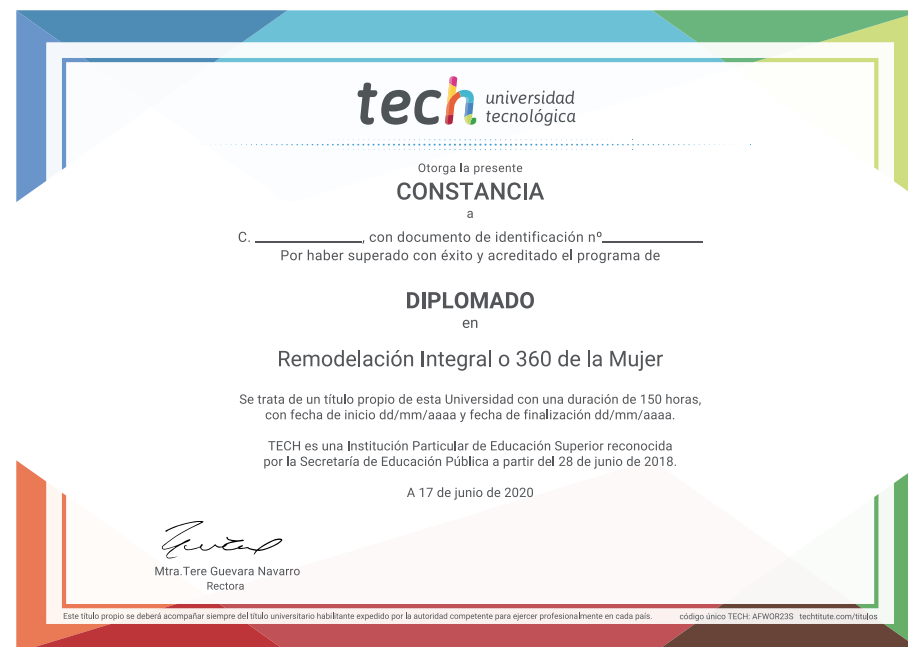 tech universidad
tecnológica
Otorga la presente
CONSTANCIA
a
C. ____________, con documento de identificación nº____________
Por haber superado con éxito y acreditado el programa de
DIPLOMADO
en
Remodelación Integral o 360 de la Mujer
Se trata de un título propio de esta Universidad con una duración de 150 horas,
con fecha de inicio dd/mm/aaaa y fecha de finalización dd/mm/aaaa.
TECH es una Institución Particular de Educación Superior reconocida
por la Secretaría de Educación Pública a partir del 28 de junio de 2018.
A 17 de junio de 2020
Mtra.Tere Guevara Navarro
Rectora
Este título propio se deberá acompañar siempre del título universitario habilitante expedido por la autoridad competente para ejercer profesionalmente en cada país. código único TECH: AFWOR23S techtitute.com/titulos